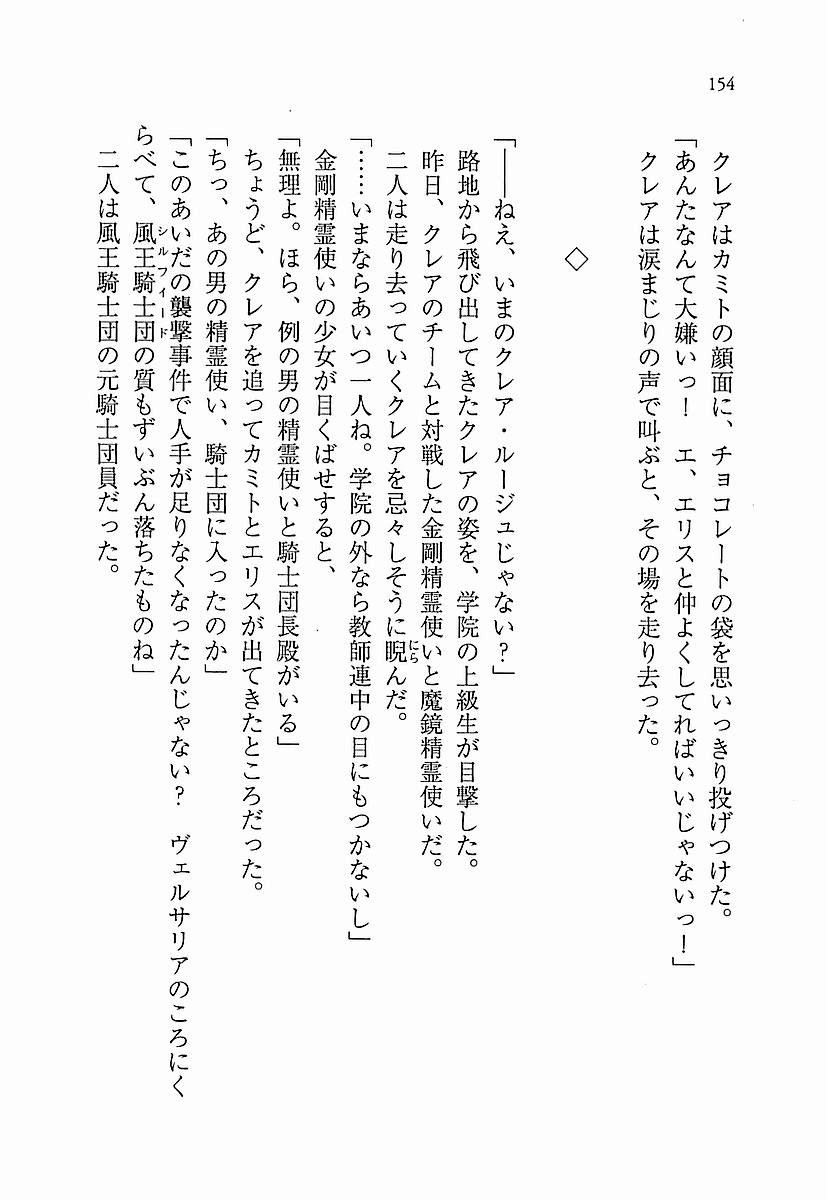 154
クレアはカミトの顔面に、チョコレートの袋を思いっきり投げつけた。
「あんたなんて大嫌いっ！　エ、エリスと仲よくしてればいいじゃないっ！」
クレアは涙まじりの声で叫ぶと、その場を走り去った。
◇
「――ねえ、いまのクレア・ルージュじゃない？」
路地から飛び出してきたクレアの姿を、学院の上級生が目撃した。
昨日、クレアのチームと対戦した金剛精霊使いと魔鏡精霊使いだ。
二人は走り去っていくクレアを忌々しそうに睨んだ。
にら
「……いまならあいつ一人ね。学院の外なら教師連中の目にもつかないし」
金剛精霊使いの少女が目くばせすると、
「無理よ。ほら、例の男の精霊使いと騎士団長殿がいる」
ちょうど、クレアを追ってカミトとエリスが出てきたところだった。
「ちっ、あの男の精霊使い、騎士団に入ったのか」
「このあいだの襲撃事件で人手が足りなくなったんじゃない？　ヴェルサリアのころにく
らべて、風王騎士団の質もずいぶん落ちたものね」
シルフィード
二人は風王騎士団の元騎士団員だった。